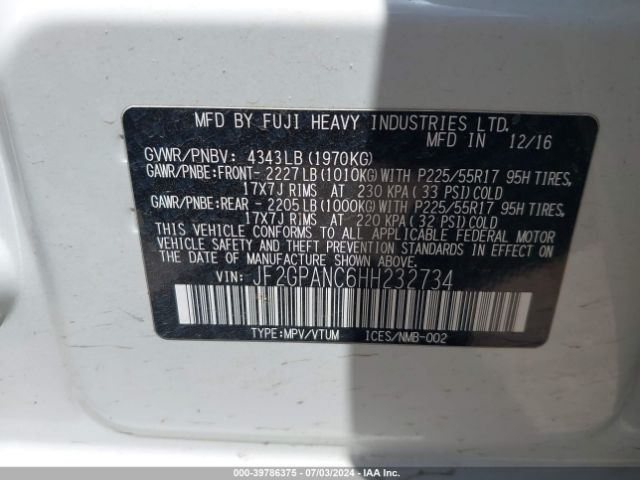 MFD BY FUJI HEAVY INDUSTRIES LTD.
MFD IN 12/16
GVWR/PNBV: 4343LB(1970KG)
GAWR/PNBE:FRONT- 2227LB(1010KG)WITH P225/55R17 95H TIRES,
17X7J RIMS AT 230 KPA(33 PSI)COLD
GAWR/PNBE:REAR - 2205LB(1000KG)WITH P225/55R17 95H TIRES,
17X7J RIMS AT 220 KPA(32 PSI)COLD
THIS VEHICLE CONFORMS TO ALL APPLICABLE FEDERAL MOTOR
VEHICLE SAFETY AND THEFT PREVENTION STANDARDS IN EFFECT ON
THE DATE OF MANUFACTURE SHOWN ABOVE.
VIN: JF2GPANC6HH232734
TYPE:MPV/VTUM ICES/NMB-002
000-39786375 - 07/03/2024 - IAAI.com